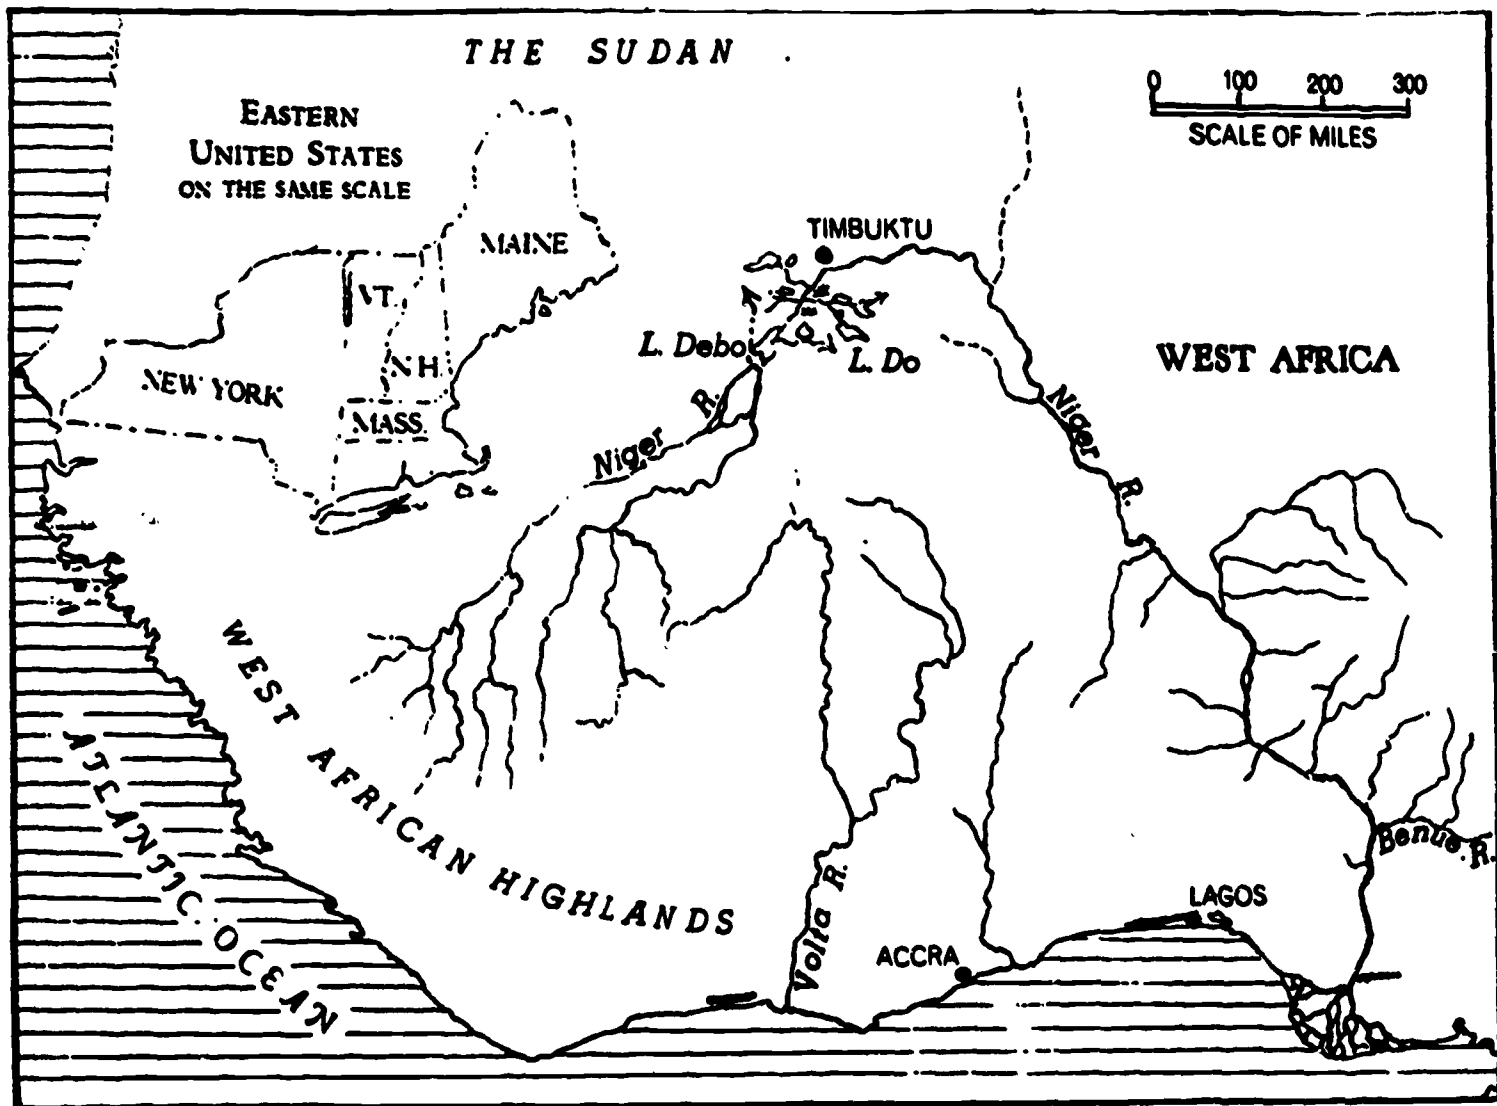 THE SUDAN
0 100 200 300
SCALE OF MILES
EASTERN
UNITED STATES
ON THE SAME SCALE
MAINE
TIMBUKTU
VT.
L. Debo
L. Do
WEST AFRICA
N.H.
NEW YORK
MASS.
Niger R.
Niger R.
WEST AFRICAN HIGHLANDS
ATLANTIC OCEAN
Benue R.
Volta R.
LAGOS
ACCRA